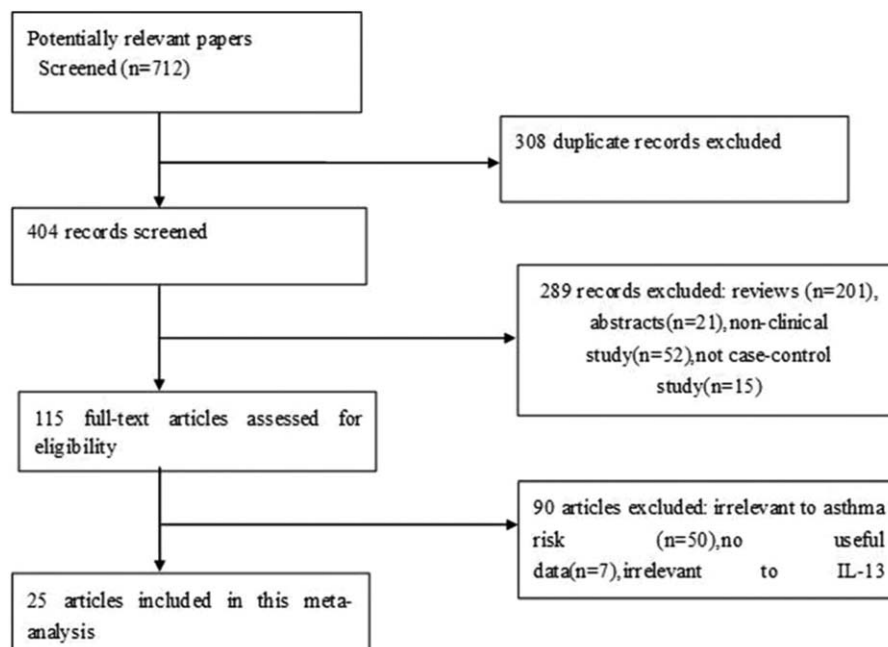 Potentially relevant papers
Screened (n=712)
308 duplicate records excluded
404 records screened
289 records excluded: reviews (n=201),
abstracts(n=21),non-clinical
study(n=52),not case-control
study(n=15)
115 full-text articles assessed for
eligibility
90 articles excluded: irrelevant to asthma
risk (n=50),no useful
data(n=7),irrelevant to IL-13
25 articles included in this meta-
analysis